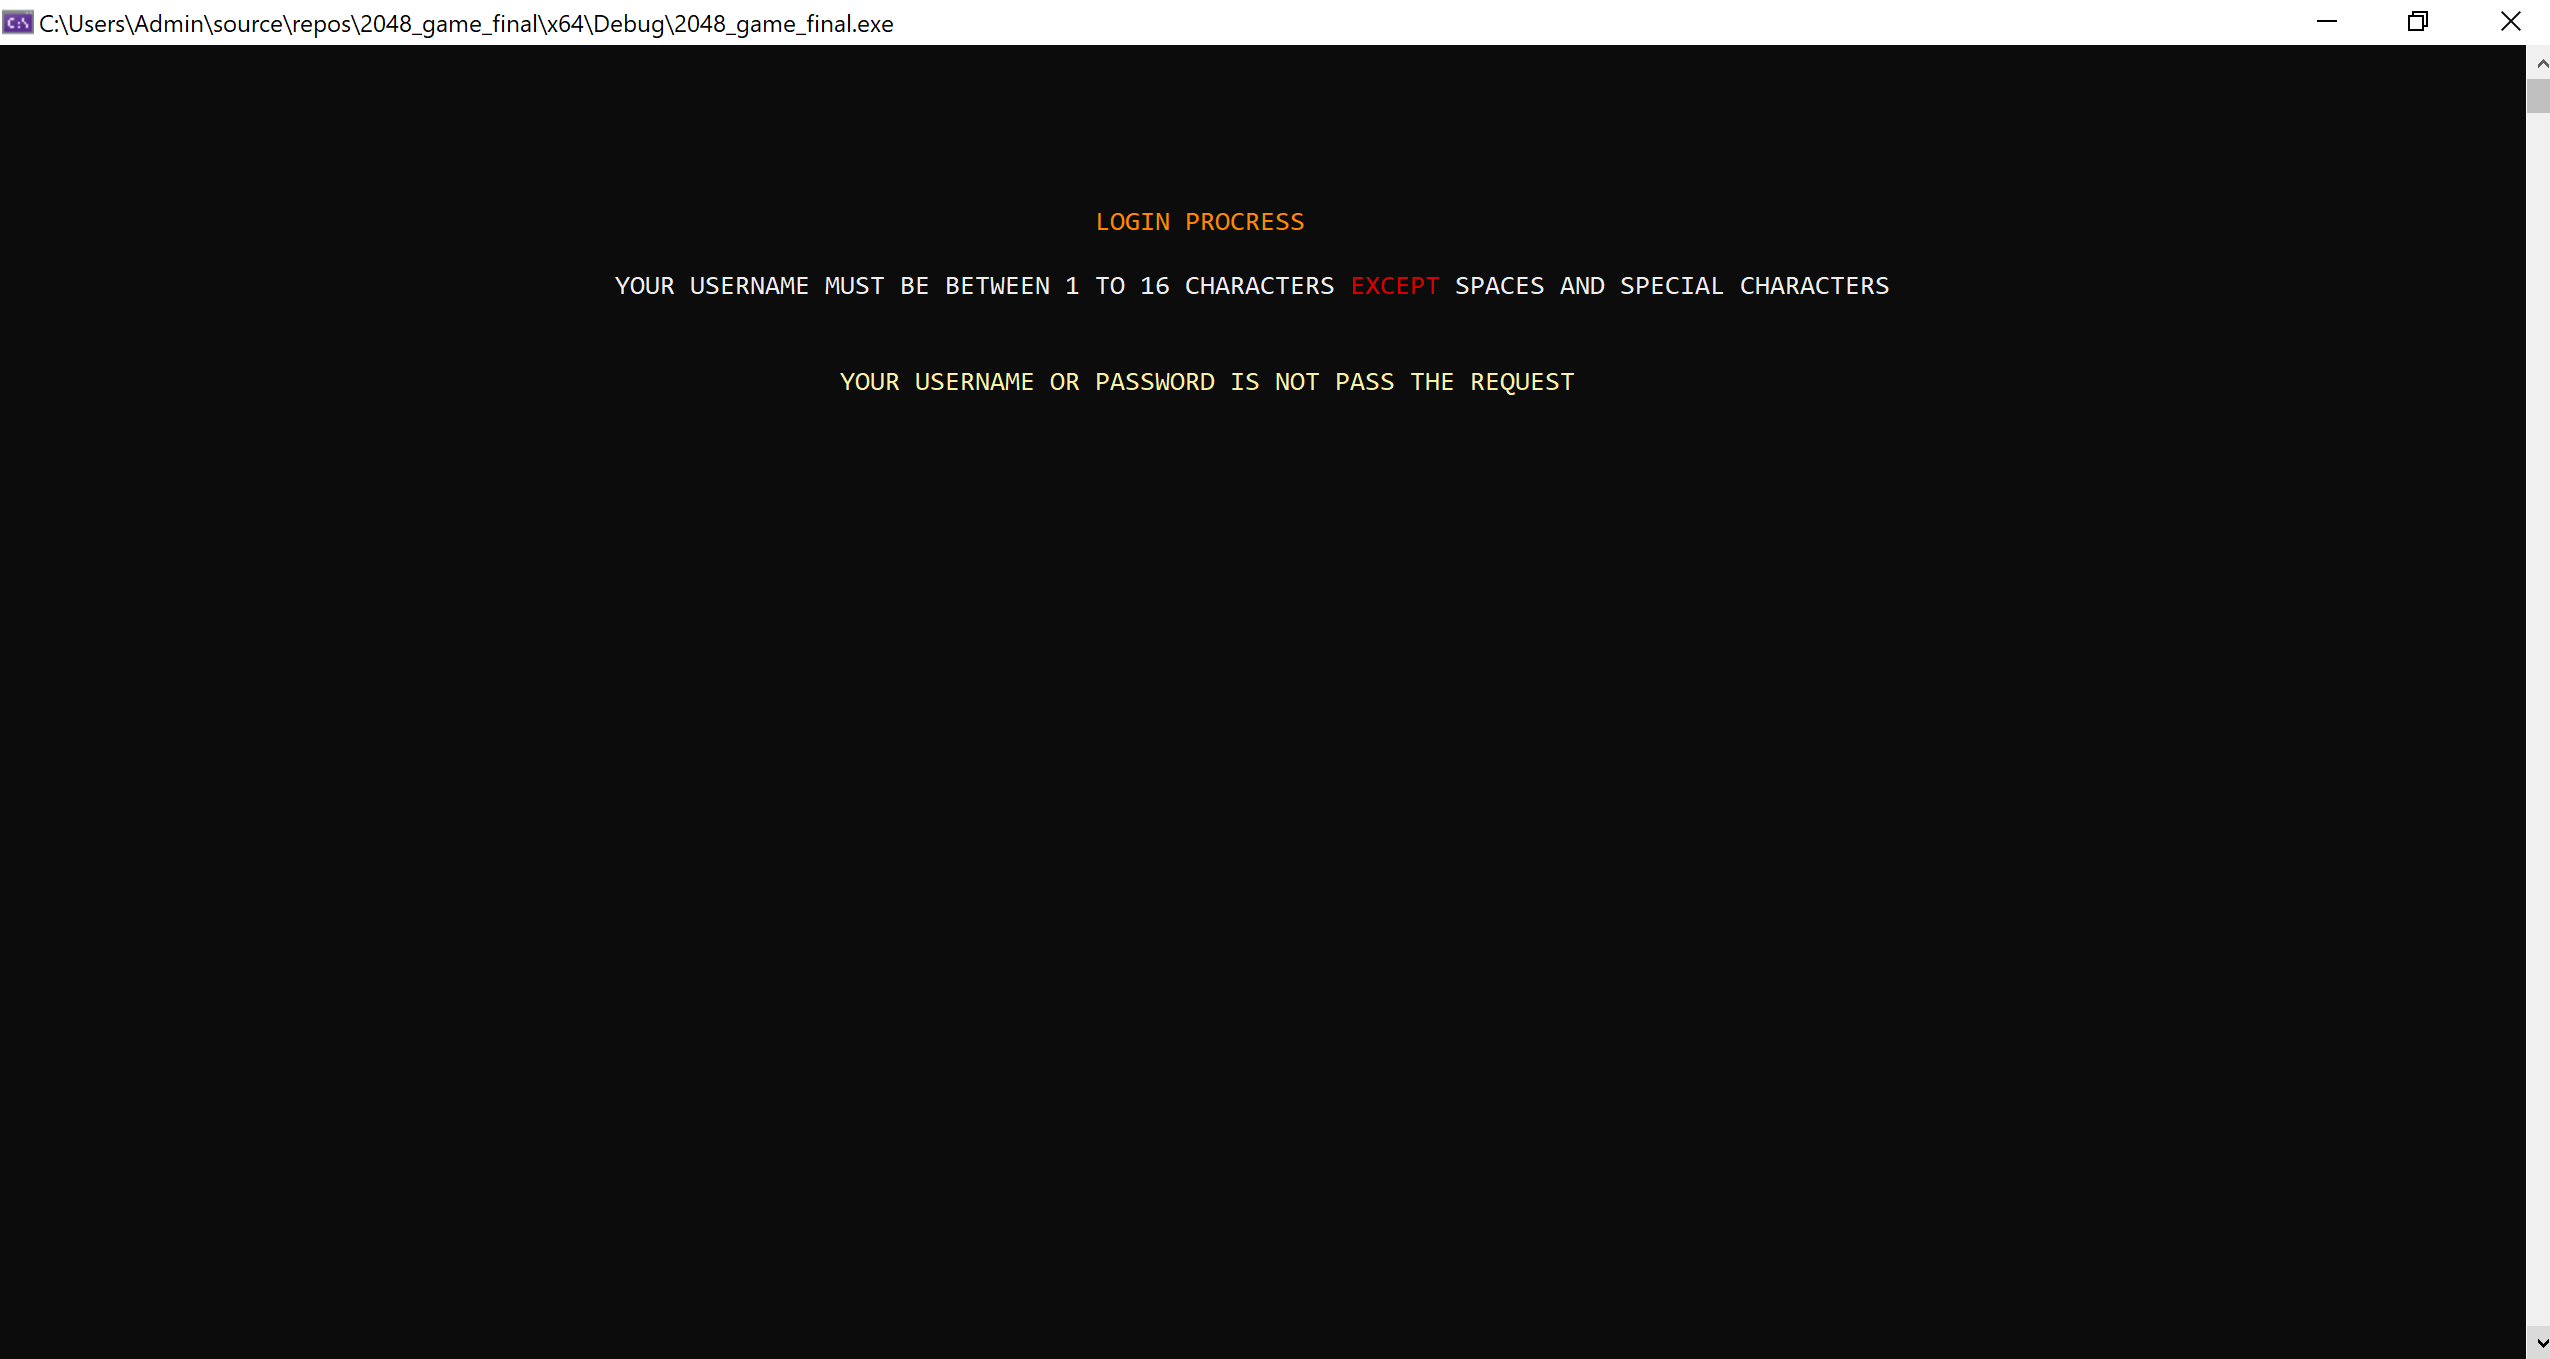 C:\Users\Admin\source\repos\2048_game_final\x64\Debug\2048_game_final.exe
LOGIN PROCRESS
YOUR USERNAME MUST BE BETWEEN 1 TO 16 CHARACTERS EXCEPT SPACES AND SPECIAL CHARACTERS
YOUR USERNAME OR PASSWORD IS NOT PASS THE REQUEST